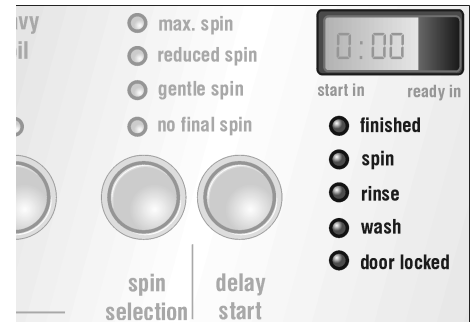 max. spin
reduced spin
gentle spin
no final spin
0:00
start in ready in
finished
spin
rinse
wash
door locked
spin selection
delay start